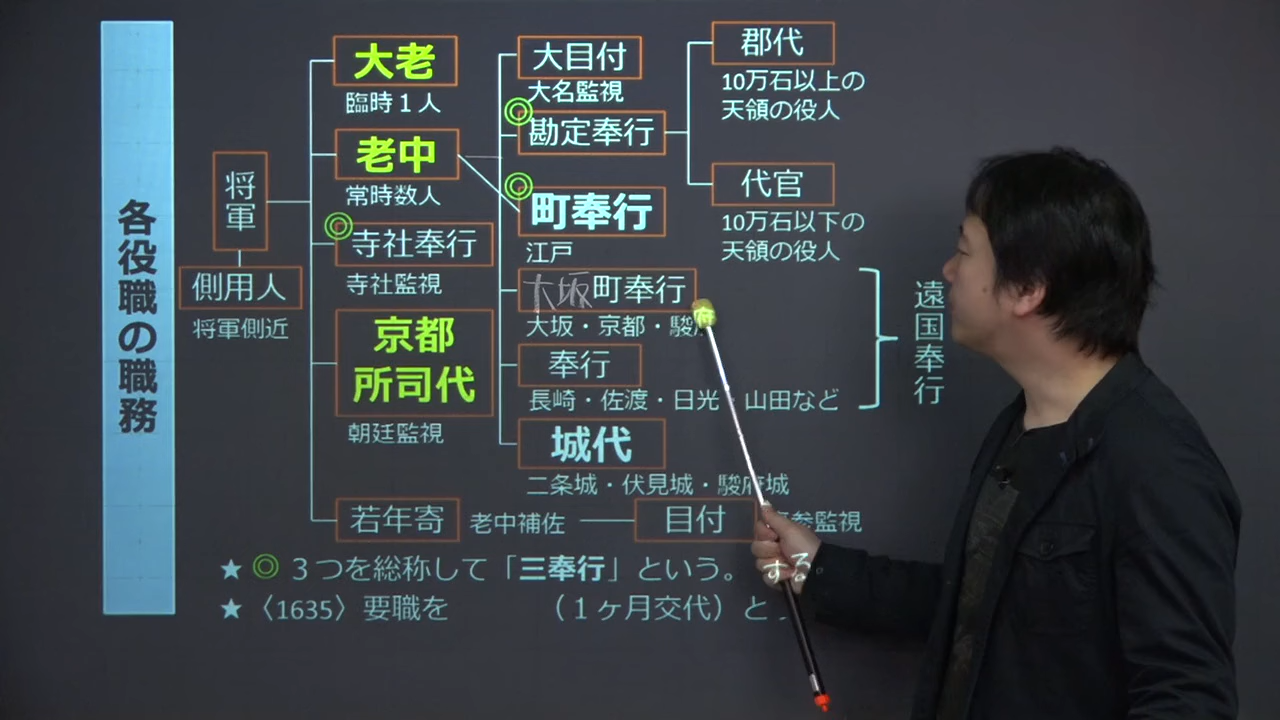 各役職の職務
将軍
側用人
将軍側近
大老
臨時1人
老中
常時数人
寺社奉行
寺社監視
京都
所司代
朝廷監視
若年寄
老中補佐
目付
参監視
大目付
大名監視
勘定奉行
町奉行
江戸
大坂町奉行
大坂・京都・駿
奉行
長崎・佐渡・日光・山田など
城代
二条城・伏見城・駿府城
郡代
10万石以上の
天領の役人
代官
10万石以下の
天領の役人
遠国奉行
★ ◎ 3つを総称して「三奉行」という。
★ 〈1635〉要職を （1ヶ月交代）と
する。